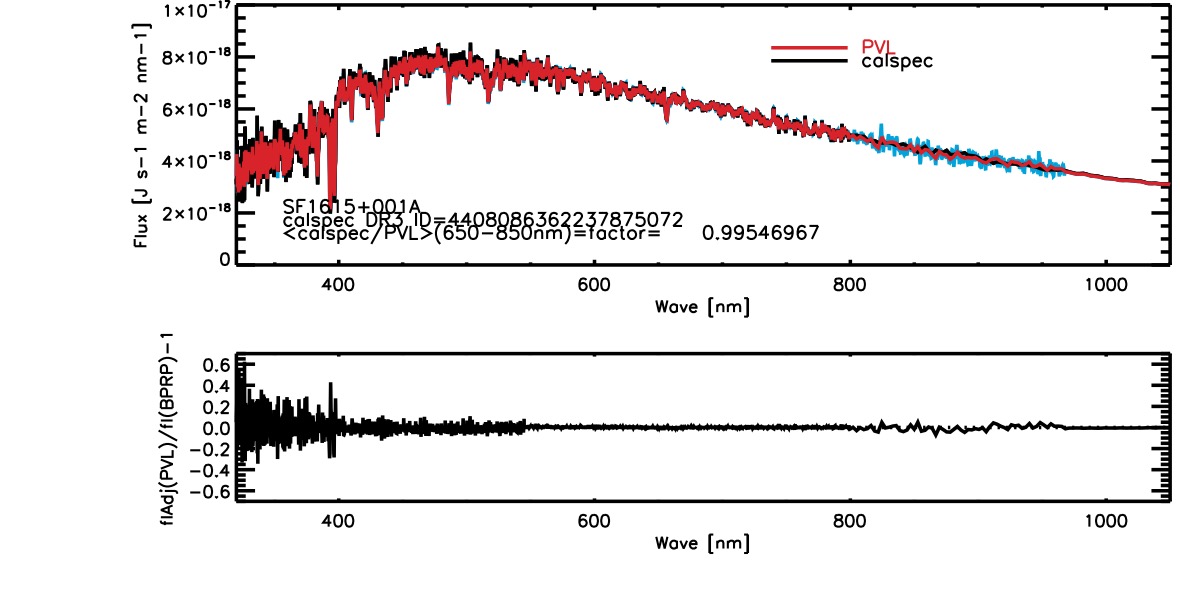 1×10−17
8×10−18
6×10−18
4×10−18
2×10−18
0
Flux [J s−1 m−2 nm−1]
PVL
calspec
SF1615+001A
calspec DR3 ID=4408086362237875072
<calspec/PVL>(650−850nm)=factor= 0.99546967
400 600 800 1000
Wave [nm]
0.6
0.4
0.2
0.0
−0.2
−0.4
−0.6
flAdj(PVL)/fl(BPRP)−1
400 600 800 1000
Wave [nm]